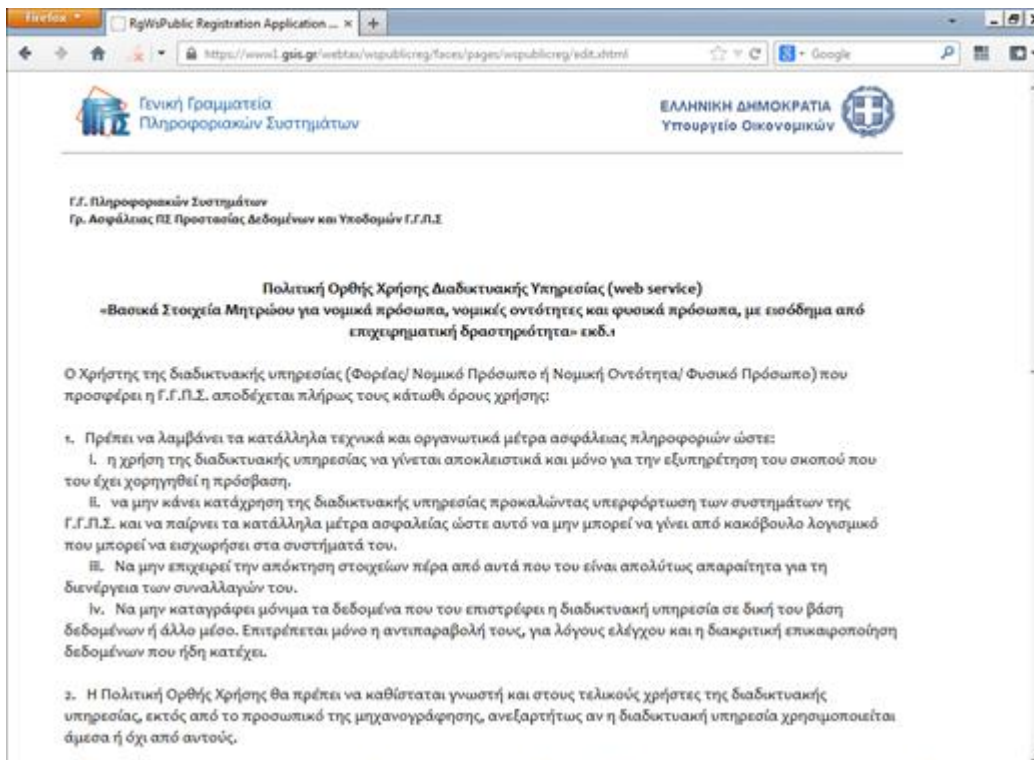 Firefox
RgWsPublic Registration Application ... × +
https://www1.gsis.gr/webtax/wspublicreg/faces/pages/wspublicreg/edit.xhtml
Google
Γενική Γραμματεία
Πληροφοριακών Συστημάτων
ΕΛΛΗΝΙΚΗ ΔΗΜΟΚΡΑΤΙΑ
Υπουργείο Οικονομικών
Γ.Γ. Πληροφοριακών Συστημάτων
Γρ. Ασφάλειας ΠΣ Προστασίας Δεδομένων και Υποδομών Γ.Γ.Π.Σ
Πολιτική Ορθής Χρήσης Διαδικτυακής Υπηρεσίας (web service)
«Βασικά Στοιχεία Μητρώου για νομικά πρόσωπα, νομικές οντότητες και φυσικά πρόσωπα, με εισόδημα από
επιχειρηματική δραστηριότητα» εκδ.1
Ο Χρήστης της διαδικτυακής υπηρεσίας (Φορέας/ Νομικό Πρόσωπο ή Νομική Οντότητα/ Φυσικό Πρόσωπο) που
προσφέρει η Γ.Γ.Π.Σ. αποδέχεται πλήρως τους κάτωθι όρους χρήσης:
1. Πρέπει να λαμβάνει τα κατάλληλα τεχνικά και οργανωτικά μέτρα ασφάλειας πληροφοριών ώστε:
i. η χρήση της διαδικτυακής υπηρεσίας να γίνεται αποκλειστικά και μόνο για την εξυπηρέτηση του σκοπού που
του έχει χορηγηθεί η πρόσβαση.
ii. να μην κάνει κατάχρηση της διαδικτυακής υπηρεσίας προκαλώντας υπερφόρτωση των συστημάτων της
Γ.Γ.Π.Σ. και να παίρνει τα κατάλληλα μέτρα ασφαλείας ώστε αυτό να μην μπορεί να γίνει από κακόβουλο λογισμικό
που μπορεί να εισχωρήσει στα συστήματά του.
iii. Να μην επιχειρεί την απόκτηση στοιχείων πέρα από αυτά που του είναι απολύτως απαραίτητα για τη
διενέργεια των συναλλαγών του.
iv. Να μην καταγράφει μόνιμα τα δεδομένα που του επιστρέφει η διαδικτυακή υπηρεσία σε δική του βάση
δεδομένων ή άλλο μέσο. Επιτρέπεται μόνο η αντιπαραβολή τους, για λόγους ελέγχου και η διακριτική επικαιροποίηση
δεδομένων που ήδη κατέχει.
2. Η Πολιτική Ορθής Χρήσης θα πρέπει να καθίσταται γνωστή και στους τελικούς χρήστες της διαδικτυακής
υπηρεσίας, εκτός από το προσωπικό της μηχανογράφησης, ανεξαρτήτως αν η διαδικτυακή υπηρεσία χρησιμοποιείται
άμεσα ή όχι από αυτούς.